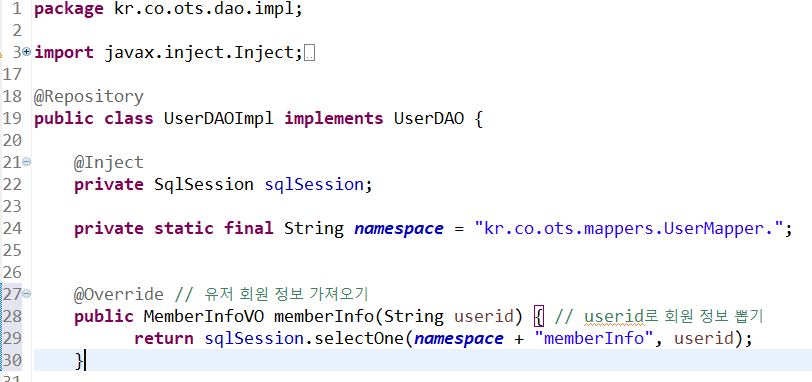 1 package kr.co.ots.dao.impl;
2
3 import javax.inject.Inject;
17
18 @Repository
19 public class UserDAOImpl implements UserDAO {
20
21 @Inject
22 private SqlSession sqlSession;
23
24 private static final String namespace = "kr.co.ots.mappers.UserMapper.";
25
26
27 @Override // 유저 회원 정보 가져오기
28 public MemberInfoVO memberInfo(String userid) { // userid로 회원 정보 뽑기
29 return sqlSession.selectOne(namespace + "memberInfo", userid);
30 }
31